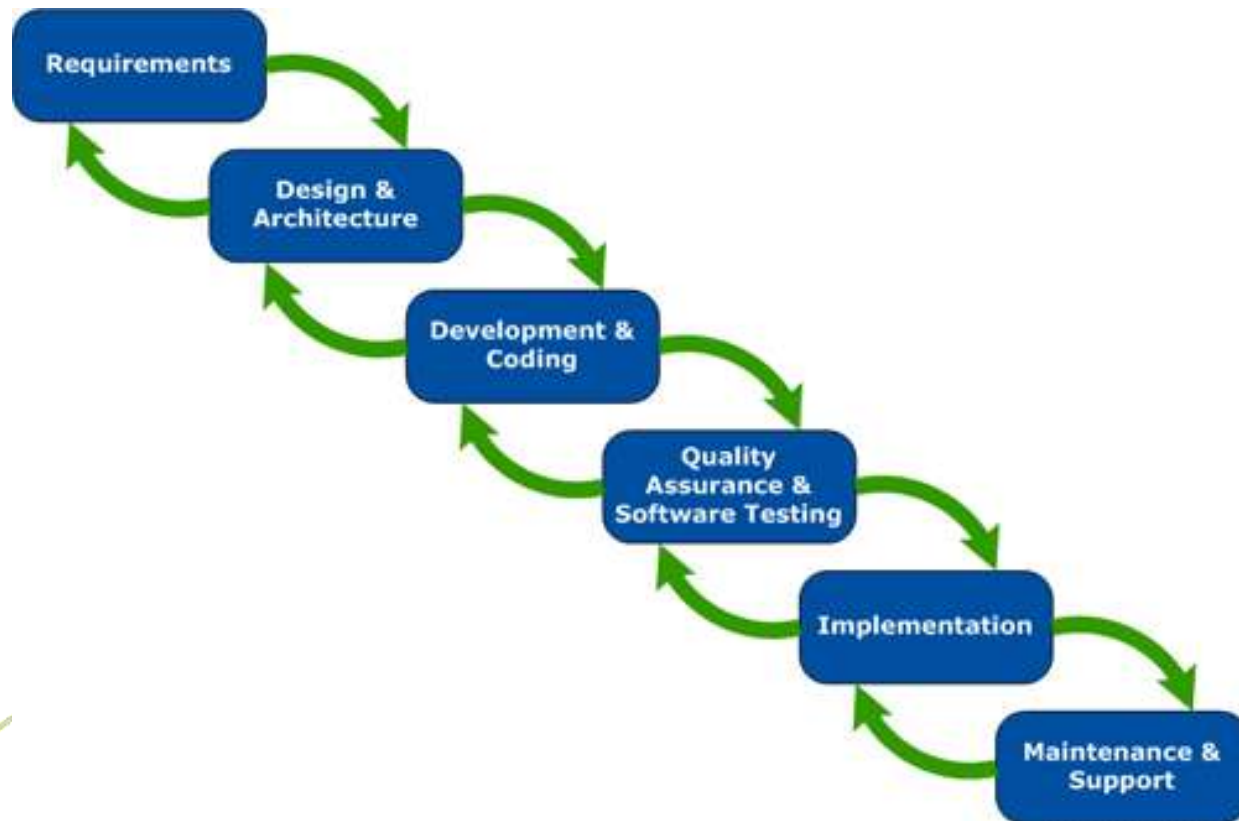 Requirements
Design &
Architecture
Development &
Coding
Quality
Assurance &
Software Testing
Implementation
Maintenance &
Support